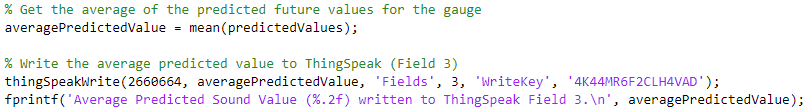 % Get the average of the predicted future values for the gauge
averagePredictedValue = mean(predictedValues);
% Write the average predicted value to ThingSpeak (Field 3)
thingSpeakWrite(2660664, averagePredictedValue, 'Fields', 3, 'WriteKey', '4K44MR6F2CLH4VAD');
fprintf('Average Predicted Sound Value (%.2f) written to ThingSpeak Field 3.\n', averagePredictedValue);